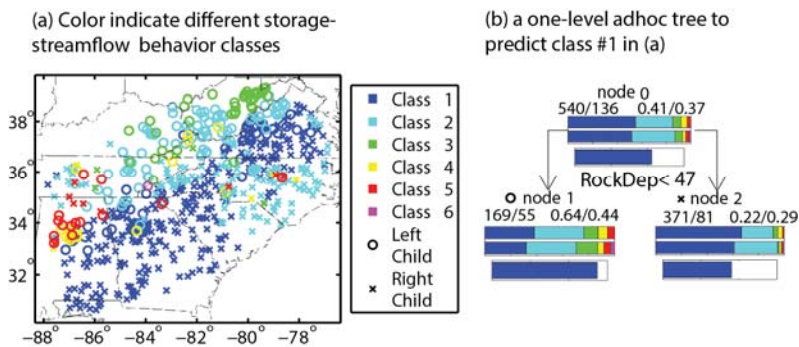 (a) Color indicate different storage-
streamflow behavior classes
38°
36°
34°
32°
−88° −86° −84° −82° −80° −78°
Class 1
Class 2
Class 3
Class 4
Class 5
Class 6
Left
Child
Right
Child
(b) a one-level adhoc tree to
predict class #1 in (a)
node 0
540/136 0.41/0.37
RockDep< 47
node 1
169/55 0.64/0.44
node 2
371/81 0.22/0.29